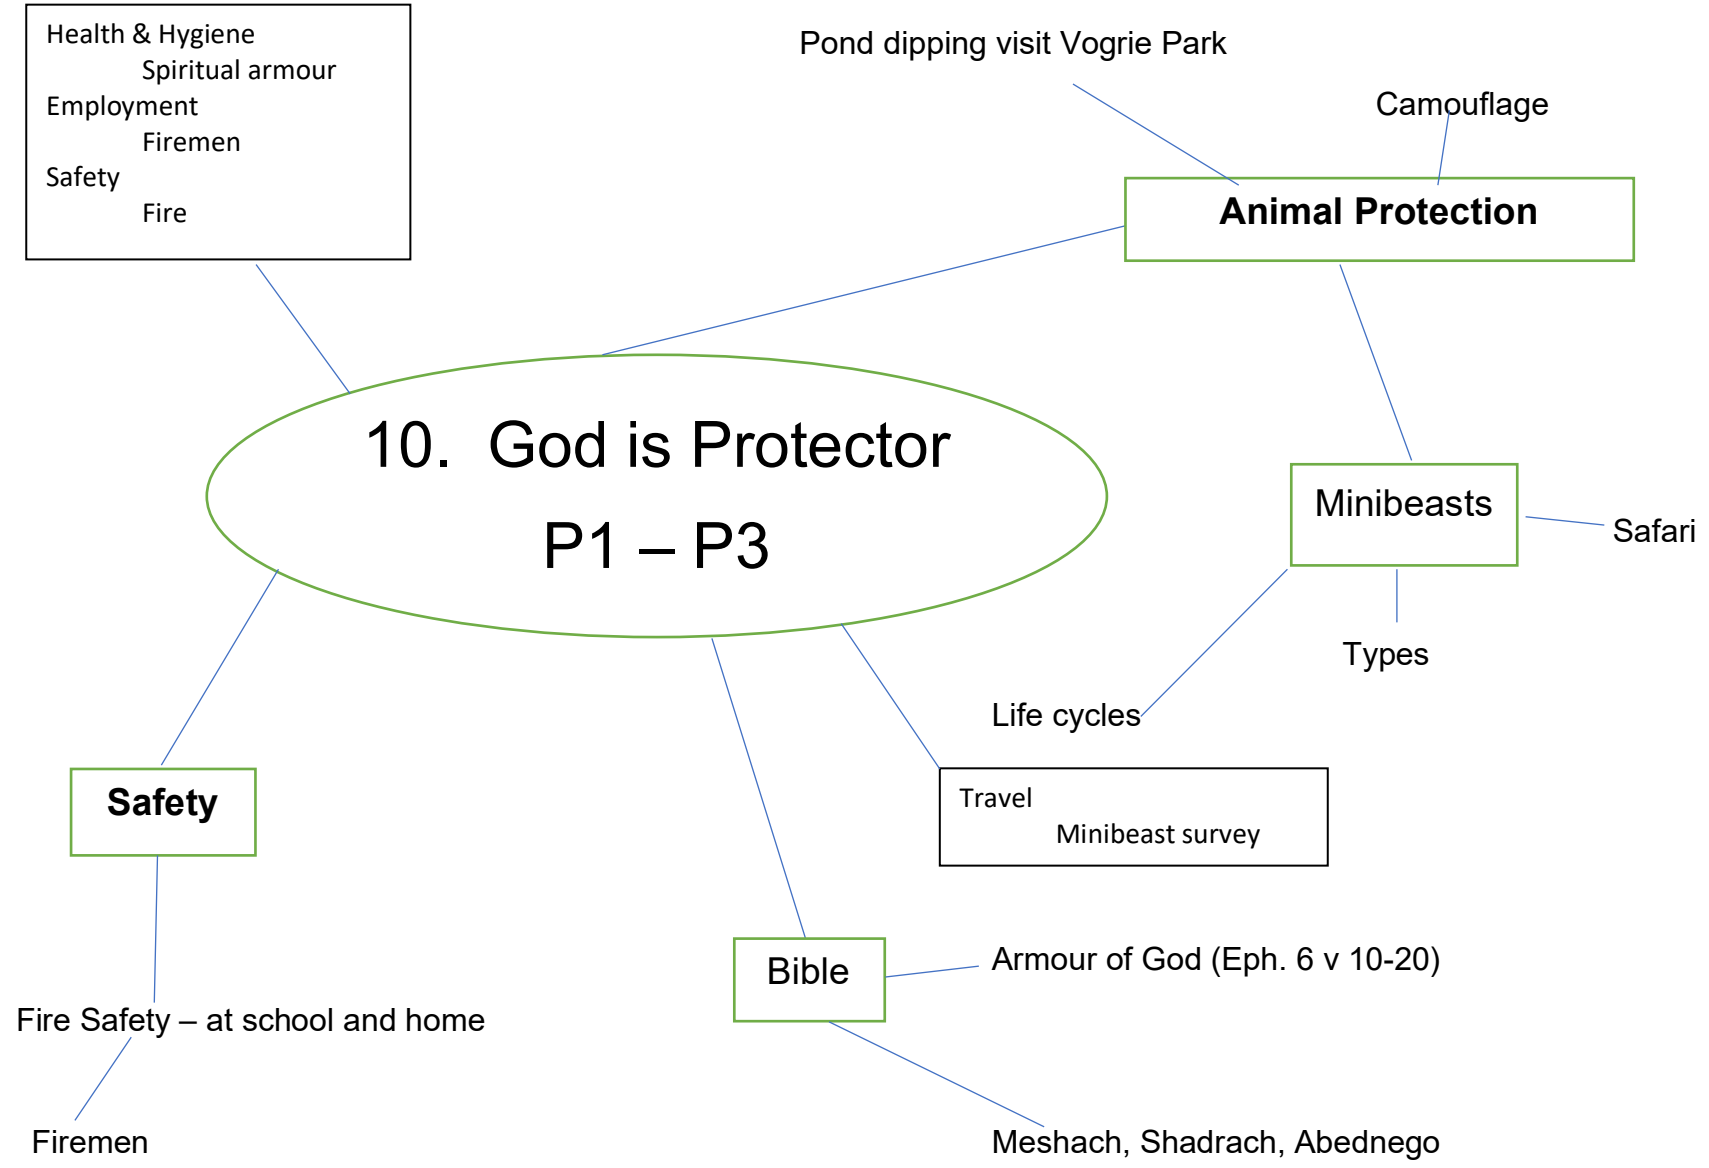 Health & Hygiene
Spiritual armour
Employment
Firemen
Safety
Fire
Pond dipping visit Vogrie Park
Camouflage
Animal Protection
10. God is Protector
P1 – P3
Minibeasts
Safari
Types
Life cycles
Safety
Travel
Minibeast survey
Bible
Armour of God (Eph. 6 v 10-20)
Fire Safety – at school and home
Firemen
Meshach, Shadrach, Abednego